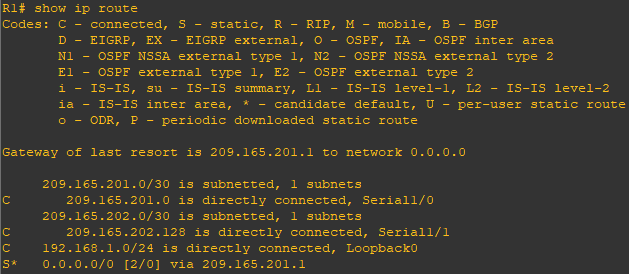 R1# show ip route
Codes: C - connected, S - static, R - RIP, M - mobile, B - BGP
D - EIGRP, EX - EIGRP external, O - OSPF, IA - OSPF inter area
N1 - OSPF NSSA external type 1, N2 - OSPF NSSA external type 2
E1 - OSPF external type 1, E2 - OSPF external type 2
i - IS-IS, su - IS-IS summary, L1 - IS-IS level-1, L2 - IS-IS level-2
ia - IS-IS inter area, * - candidate default, U - per-user static route
o - ODR, P - periodic downloaded static route
Gateway of last resort is 209.165.201.1 to network 0.0.0.0
209.165.201.0/30 is subnetted, 1 subnets
C 209.165.201.0 is directly connected, Serial1/0
209.165.202.0/30 is subnetted, 1 subnets
C 209.165.202.128 is directly connected, Serial1/1
C 192.168.1.0/24 is directly connected, Loopback0
S* 0.0.0.0/0 [2/0] via 209.165.201.1